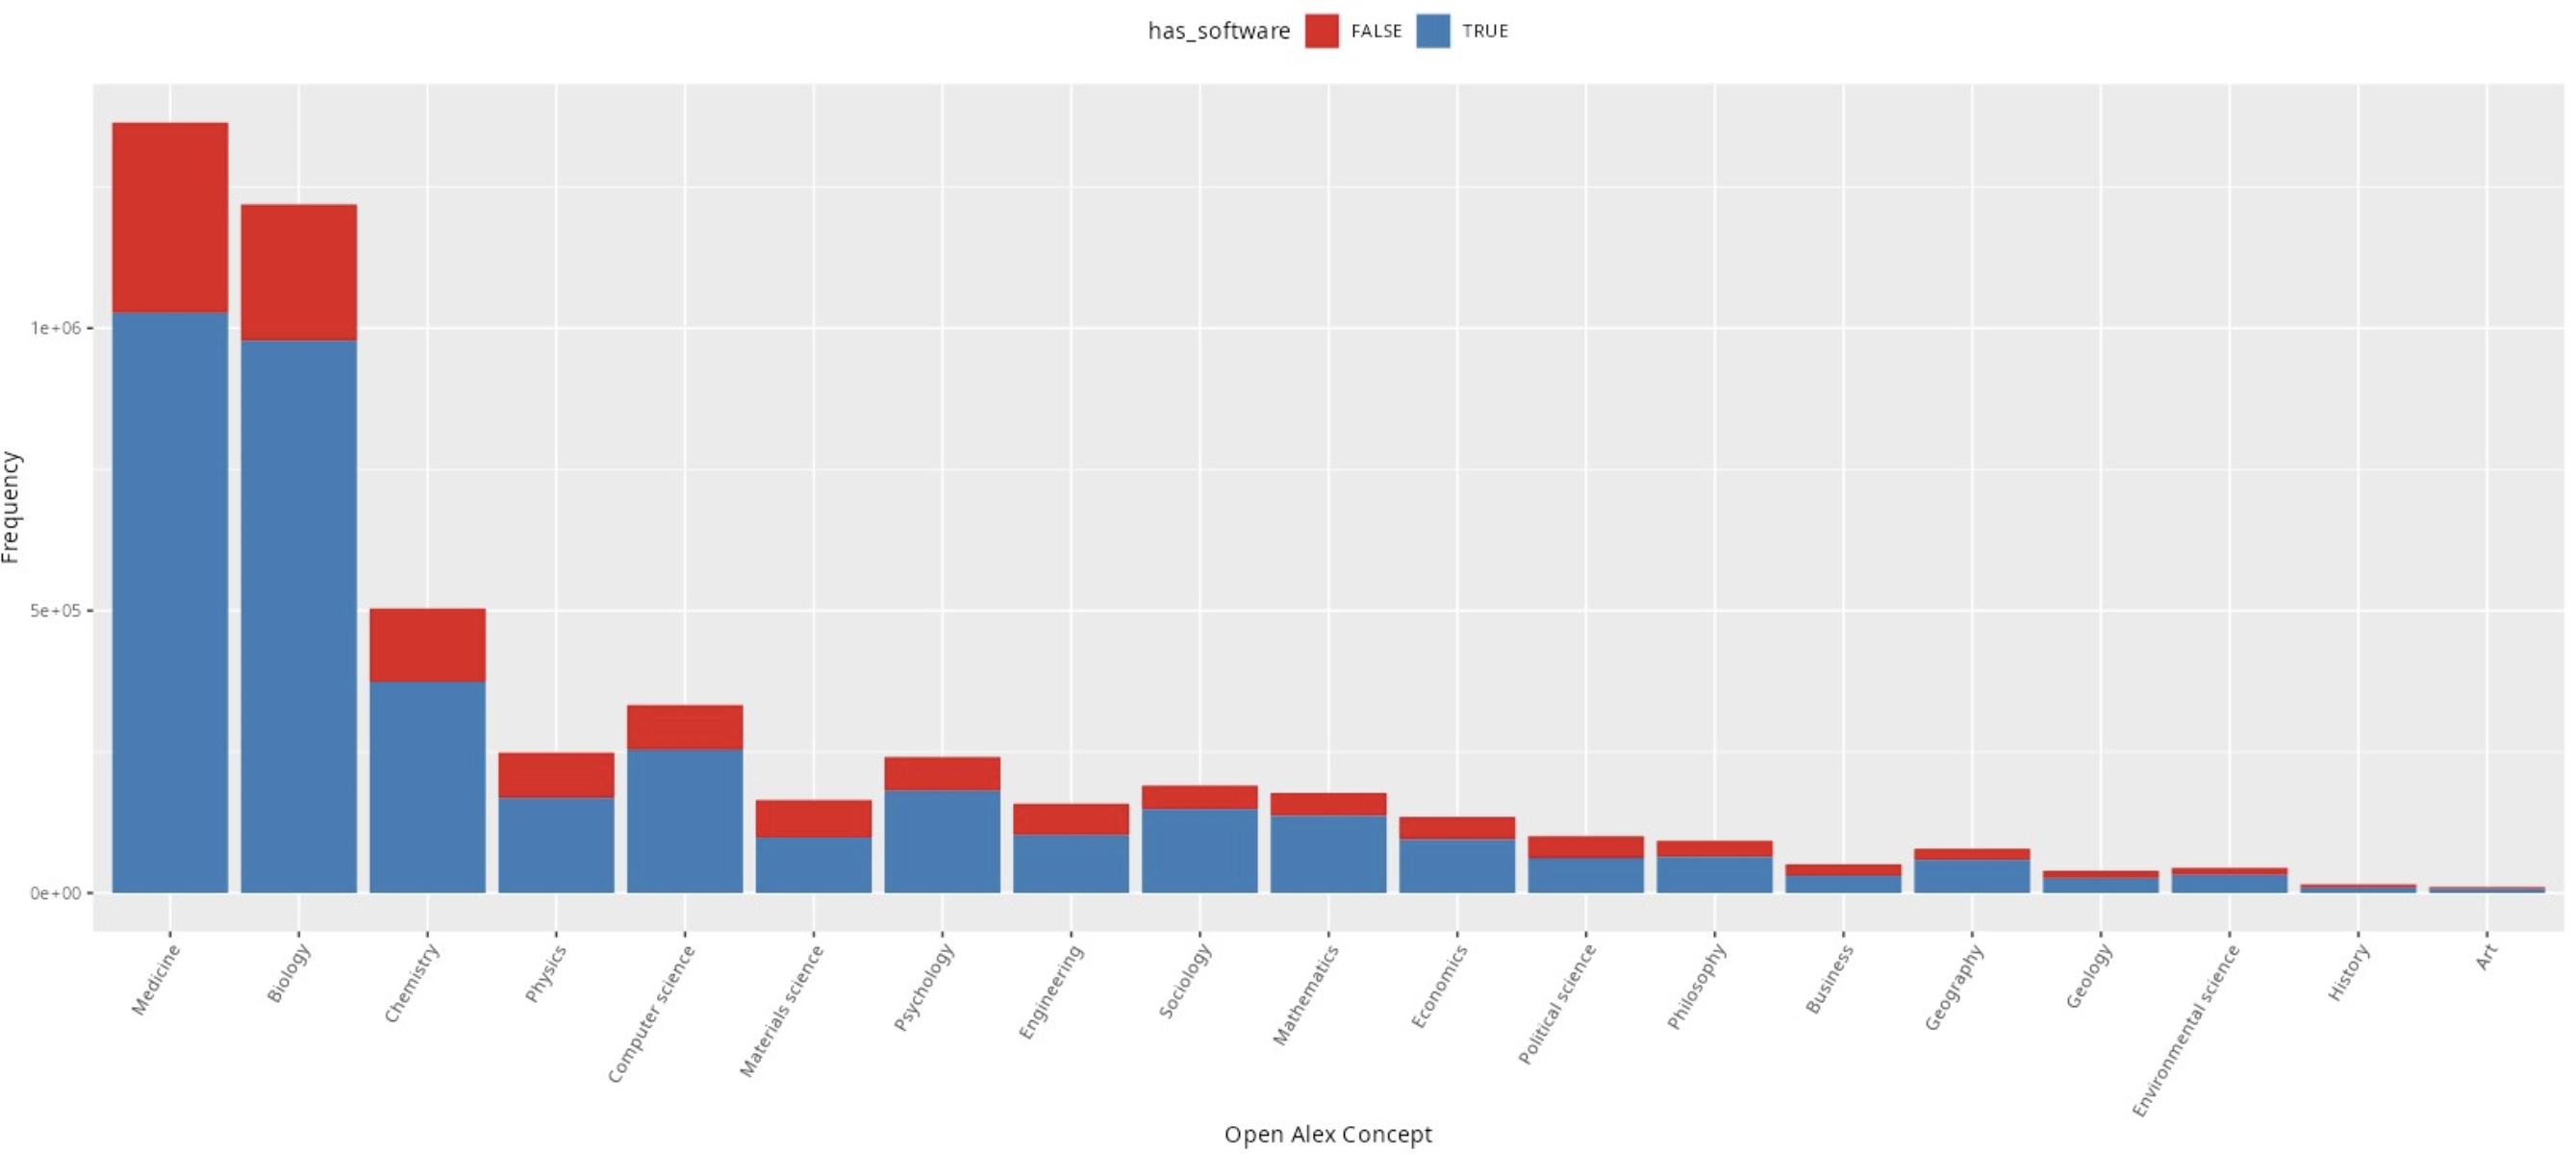 has_software FALSE TRUE
Frequency
1e+06
5e+05
0e+00
Medicine
Biology
Chemistry
Physics
Computer science
Materials science
Psychology
Engineering
Sociology
Mathematics
Economics
Political science
Philosophy
Business
Geography
Geology
Environmental science
History
Art
Open Alex Concept